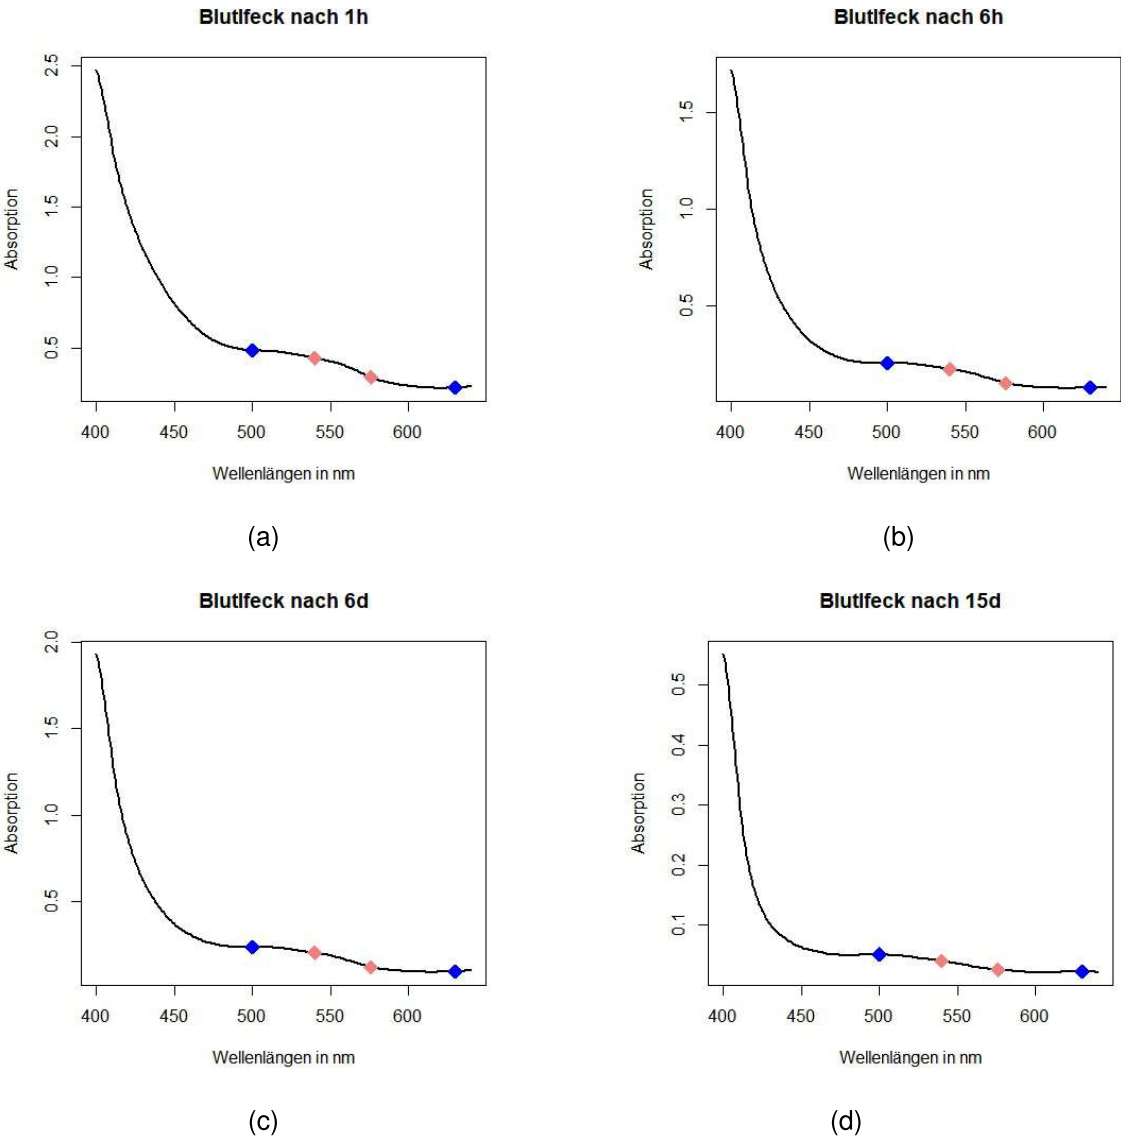 Blutlfeck nach 1h
Absorption
2.5
2.0
1.5
1.0
0.5
400 450 500 550 600
Wellenlängen in nm
(a)
Blutlfeck nach 6h
Absorption
1.5
1.0
0.5
400 450 500 550 600
Wellenlängen in nm
(b)
Blutlfeck nach 6d
Absorption
2.0
1.5
1.0
0.5
400 450 500 550 600
Wellenlängen in nm
(c)
Blutlfeck nach 15d
Absorption
0.5
0.4
0.3
0.2
0.1
400 450 500 550 600
Wellenlängen in nm
(d)